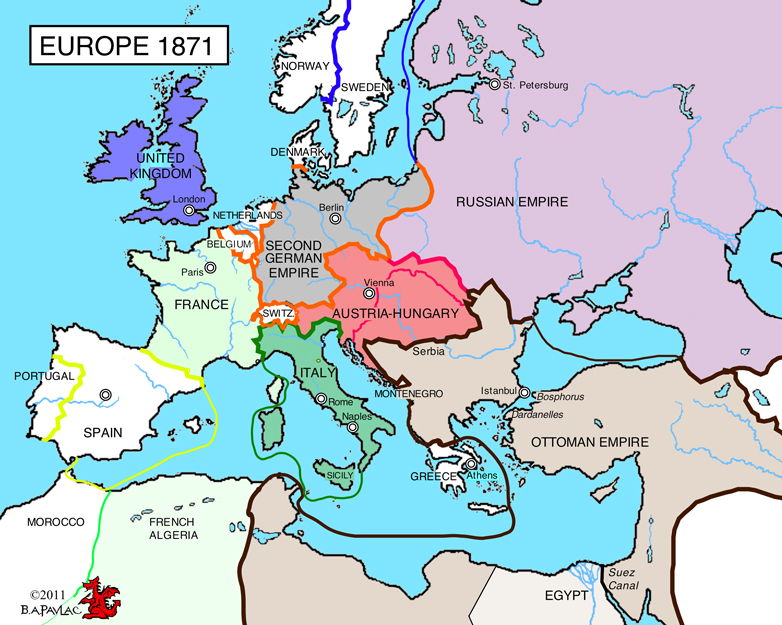 EUROPE 1871
NORWAY
SWEDEN
St. Petersburg
DENMARK
UNITED
KINGDOM
London
NETHERLANDS
Berlin
RUSSIAN EMPIRE
BELGIUM
SECOND
GERMAN
EMPIRE
Paris
Vienna
FRANCE
SWITZ.
AUSTRIA-HUNGARY
Serbia
PORTUGAL
ITALY
MONTENEGRO
Istanbul
Bosphorus
Rome
Dardanelles
Naples
SPAIN
OTTOMAN EMPIRE
SICILY
GREECE
Athens
MOROCCO
FRENCH
ALGERIA
Suez
Canal
EGYPT
©2011
B.A.PAVLAC